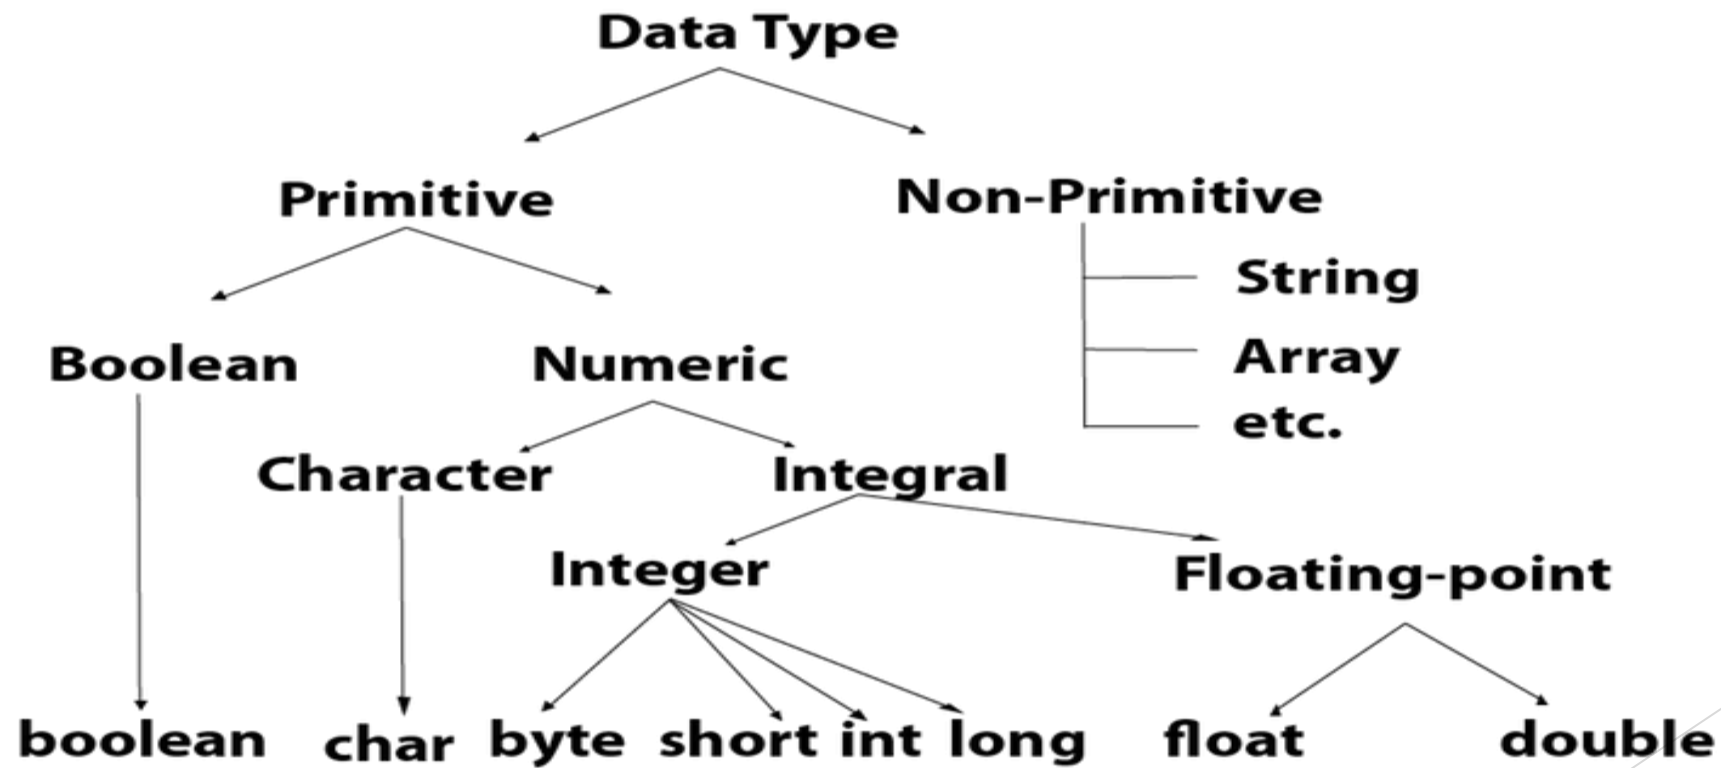 Data Type
Primitive
Non-Primitive
String
Array
etc.
Boolean
Numeric
Character
Integral
Integer
Floating-point
boolean
char
byte
short
int
long
float
double